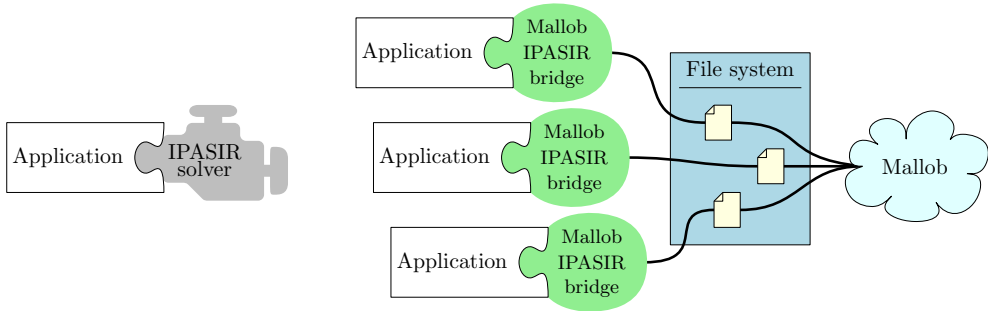 Application
IPASIR
solver
Application
Mallob
IPASIR
bridge
Application
Mallob
IPASIR
bridge
Application
Mallob
IPASIR
bridge
File system
Mallob